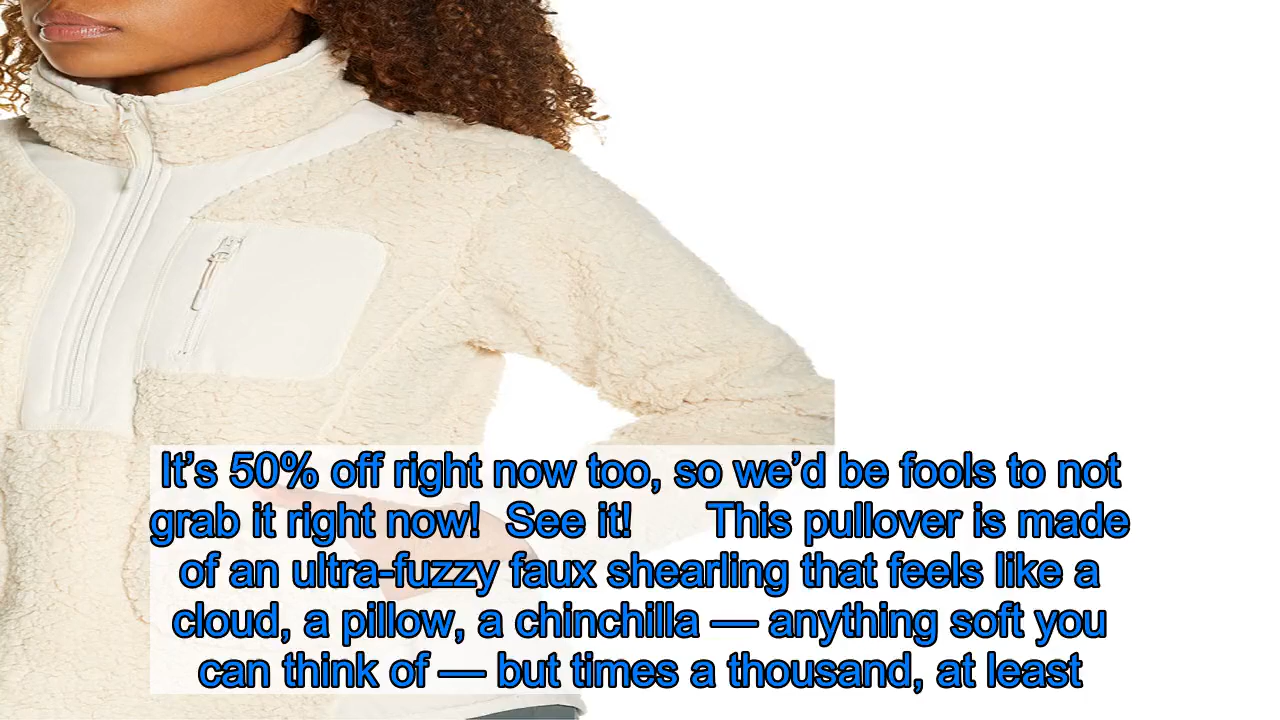 It’s 50% off right now too, so we’d be fools to not
grab it right now!  See it!      This pullover is made
of an ultra-fuzzy faux shearling that feels like a
cloud, a pillow, a chinchilla — anything soft you
can think of — but times a thousand, at least